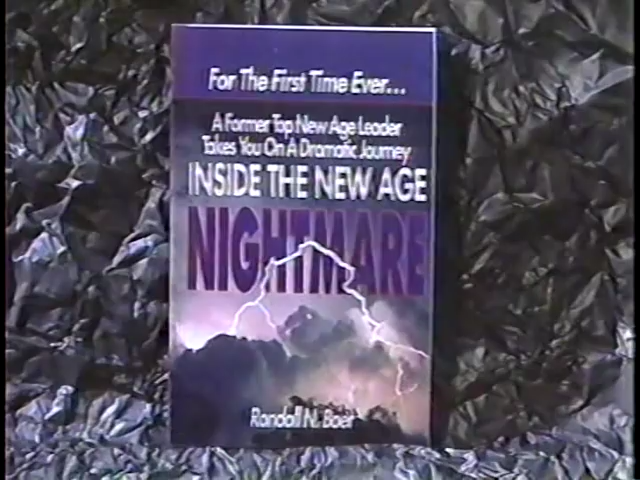 For The First Time Ever...
A Former Top New Age Leader
Takes You On A Dramatic Journey
INSIDE THE NEW AGE
NIGHTMARE
Randall N. Baer